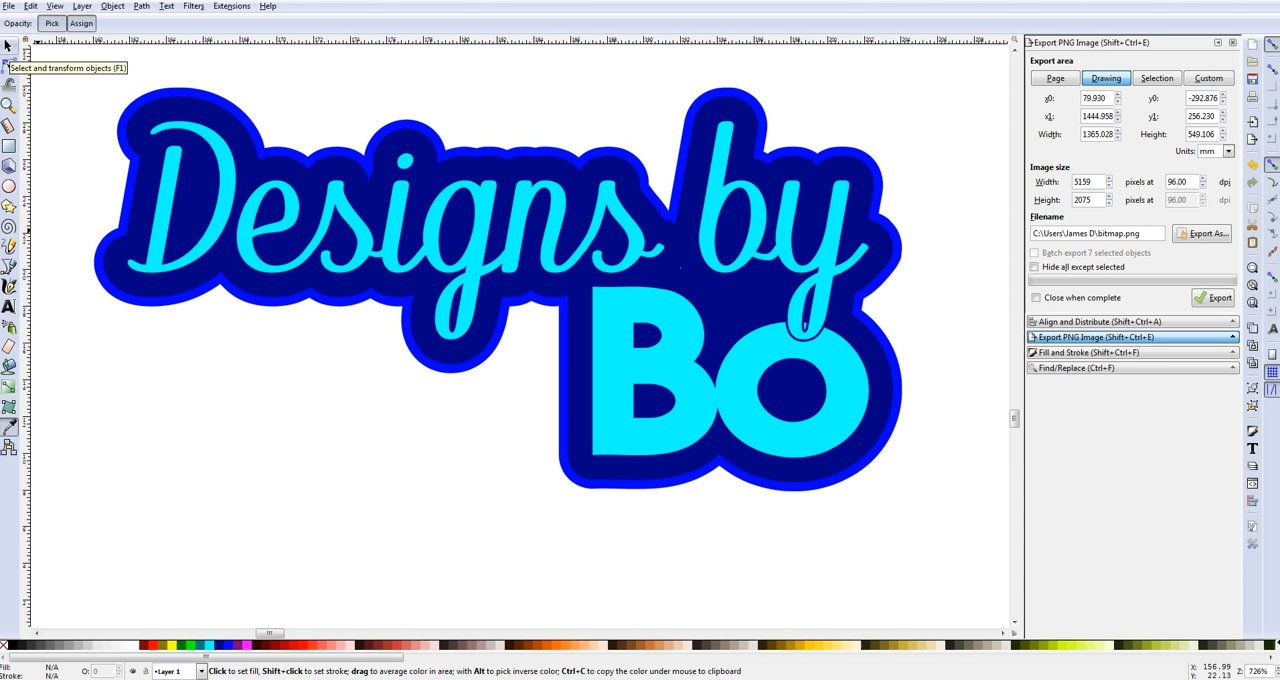 File Edit View Layer Object Path Text Filters Extensions Help
Opacity: Pick Assign
Select and transform objects (F1)
Designs by
BO
Export PNG Image (Shift+Ctrl+E)
Export area
Page Drawing Selection Custom
x0: 79.930 y0: -292.876
x1: 1444.958 y1: 256.230
Width: 1365.028 Height: 549.106
Units: mm
Image size
Width: 5159 pixels at 96.00 dpi
Height: 2075 pixels at 96.00 dpi
Filename
C:\Users\James D\bitmap.png Export As...
Batch export 7 selected objects
Hide all except selected
Close when complete Export
Align and Distribute (Shift+Ctrl+A)
Export PNG Image (Shift+Ctrl+E)
Fill and Stroke (Shift+Ctrl+F)
Find/Replace (Ctrl+F)
Fill: N/A
Stroke: N/A
O: 0
Layer 1
Click to set fill, Shift+click to set stroke; drag to average color in area; with Alt to pick inverse color; Ctrl+C to copy the color under mouse to clipboard
X: 156.99
Y: 22.13
Z: 726%